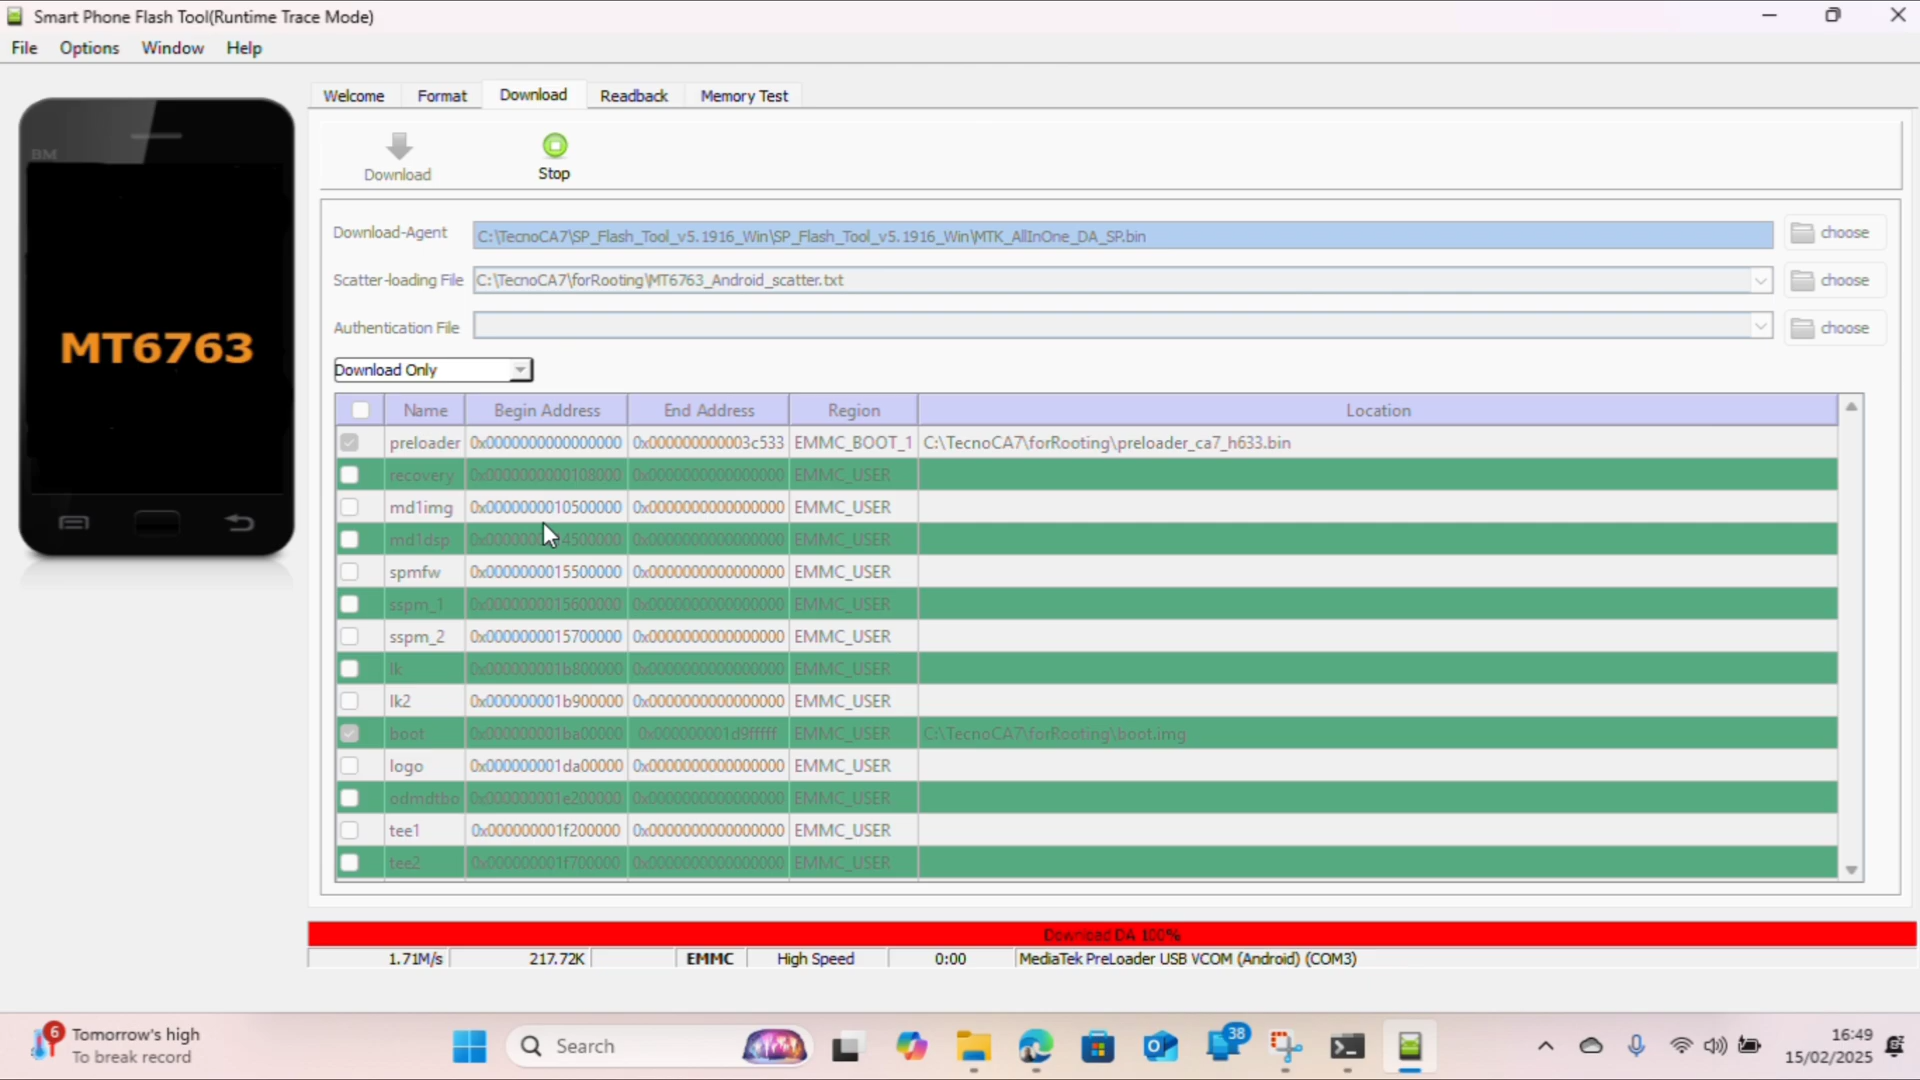 Smart Phone Flash Tool(Runtime Trace Mode)
File Options Window Help
Welcome Format Download Readback Memory Test
BM
Download Stop
Download-Agent C:\TecnoCA7\SP_Flash_Tool_v5.1916_Win\SP_Flash_Tool_v5.1916_Win\MTK_AllInOne_DA_SP.bin choose
Scatter-loading File C:\TecnoCA7\forRooting\MT6763_Android_scatter.txt choose
Authentication File choose
MT6763
Download Only
Name Begin Address End Address Region Location
preloader 0x0000000000000000 0x000000000003c533 EMMC_BOOT_1 C:\TecnoCA7\forRooting\preloader_ca7_h633.bin
recovery 0x0000000000108000 0x0000000000000000 EMMC_USER
md1img 0x0000000010500000 0x0000000000000000 EMMC_USER
md1dsp 4500000 0x0000000000000000 EMMC_USER
spmfw 0x0000000015500000 0x0000000000000000 EMMC_USER
sspm_1 0x0000000015600000 0x0000000000000000 EMMC_USER
sspm_2 0x0000000015700000 0x0000000000000000 EMMC_USER
lk 0x000000001b800000 0x0000000000000000 EMMC_USER
lk2 0x000000001b900000 0x0000000000000000 EMMC_USER
boot 0x000000001ba00000 0x000000001d9fffff EMMC_USER C:\TecnoCA7\forRooting\boot.img
logo 0x000000001da00000 0x0000000000000000 EMMC_USER
odmdtbo 0x000000001e200000 0x0000000000000000 EMMC_USER
tee1 0x000000001f200000 0x0000000000000000 EMMC_USER
tee2 0x000000001f700000 0x0000000000000000 EMMC_USER
Download DA 100%
1.71M/s 217.72K EMMC High Speed 0:00 MediaTek PreLoader USB VCOM (Android) (COM3)
6 Tomorrow's high
To break record
Search
38
16:49
15/02/2025